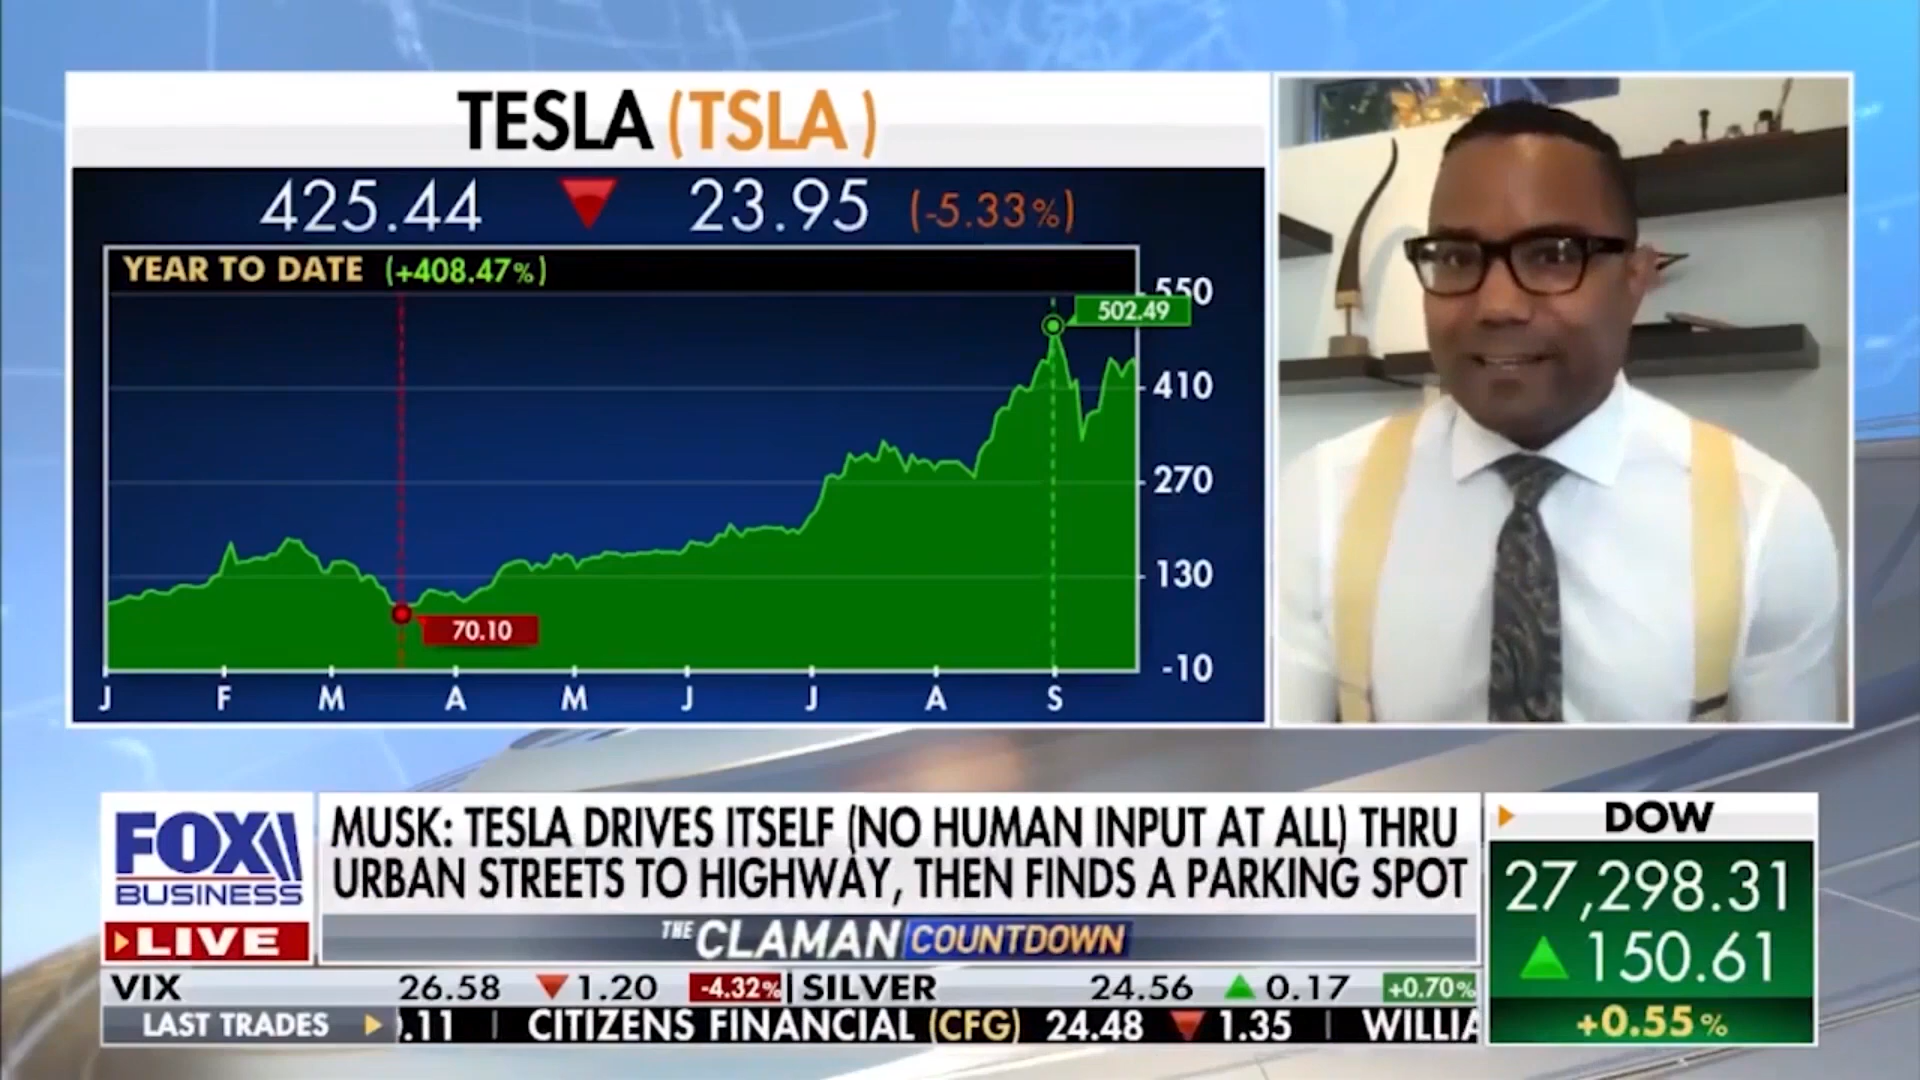 TESLA (TSLA )
425.44 ▼ 23.95 (-5.33%)
YEAR TO DATE (+408.47%)
550
502.49
410
270
130
70.10
-10
J F M A M J J A S
FOX BUSINESS
LIVE
MUSK: TESLA DRIVES ITSELF (NO HUMAN INPUT AT ALL) THRU
URBAN STREETS TO HIGHWAY, THEN FINDS A PARKING SPOT
THE CLAMAN COUNTDOWN
DOW
27,298.31
▲ 150.61
+0.55%
VIX 26.58 ▼ 1.20 -4.32% | SILVER 24.56 ▲ 0.17 +0.70%
LAST TRADES .11 | CITIZENS FINANCIAL (CFG) 24.48 ▼ 1.35 | WILLIA